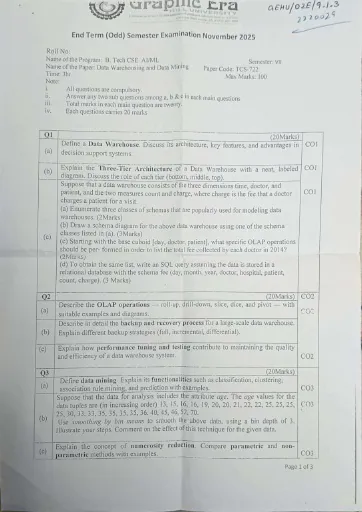 Graphic Era
GEHU/02E/9.1.3
End Term (Odd) Semester Examination November 2025
Roll No
Name of the Program: B. Tech CSE AI/ML Semester: VII
Name of the Paper: Data Warehousing and Data Mining Paper Code: TCS-722
Time: 3hr Max Marks: 100
Note:
i. All questions are compulsory.
ii. Answer any two sub questions among a, b & c in each main questions.
iii. Total marks in each main question are twenty.
iv. Each question carries 20 marks.
Q1 (20Marks)
(a) Define a Data Warehouse. Discuss its architecture, key features, and advantages in decision support systems. CO1
(b) Explain the Three-Tier Architecture of a Data Warehouse with a neat, labeled diagram. Discuss the role of each tier (bottom, middle, top). CO1
(c) Suppose that a data warehouse consists of the three dimensions time, doctor, and
patient, and the two measures count and charge, where charge is the fee that a doctor
charges a patient for a visit.
(a) Enumerate three classes of schemas that are popularly used for modeling data
warehouses. (2Marks)
(b) Draw a schema diagram for the above data warehouse using one of the schema
classes listed in (a). (3Marks)
(c) Starting with the base cuboid [day, doctor, patient], what specific OLAP operations
should be performed in order to list the total fee collected by each doctor in 2014?
(2Marks)
(d) To obtain the same list, write an SQL query assuming the data is stored in a
relational database with the schema fee (day, month, year, doctor, hospital, patient,
count, charge). (3 Marks)
CO1
Q2 (20Marks) CO2
(a) Describe the OLAP operations — roll-up, drill-down, slice, dice, and pivot — with
suitable examples and diagrams. CO2
(b) Describe in detail the backup and recovery process for a large-scale data warehouse.
Explain different backup strategies (full, incremental, differential).
(c) Explain how performance tuning and testing contribute to maintaining the quality
and efficiency of a data warehouse system. CO2
Q3 (20Marks)
(a) Define data mining. Explain its functionalities such as classification, clustering,
association rule mining, and prediction with examples. CO3
(b) Suppose that the data for analysis includes the attribute age. The age values for the
data tuples are (in increasing order) 13, 15, 16, 16, 19, 20, 20, 21, 22, 22, 25, 25, 25,
25, 30, 33, 33, 35, 35, 35, 35, 36, 40, 45, 46, 52, 70.
Use smoothing by bin means to smooth the above data, using a bin depth of 3.
Illustrate your steps. Comment on the effect of this technique for the given data.
CO3
(c) Explain the concept of numerosity reduction. Compare parametric and non-
parametric methods with examples. CO3
Page 1 of 3